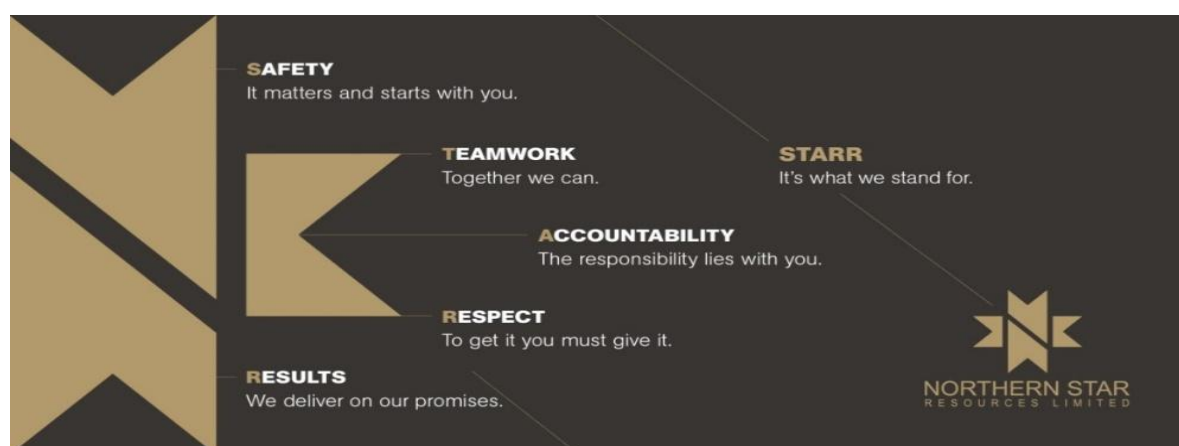 SAFETY
It matters and starts with you.
TEAMWORK
Together we can.
STARR
It's what we stand for.
ACCOUNTABILITY
The responsibility lies with you.
RESPECT
To get it you must give it.
RESULTS
We deliver on our promises.
NORTHERN STAR
RESOURCES LIMITED